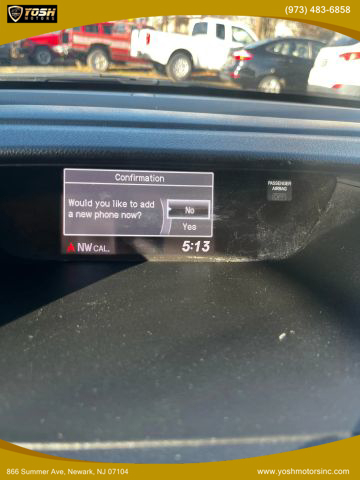 YOSH
MOTORS
(973) 483-6858
Confirmation
Would you like to add
a new phone now?
No
Yes
NW CAL.
5:13
PASSENGER
AIRBAG
866 Summer Ave, Newark, NJ 07104
www.yoshmotorsinc.com